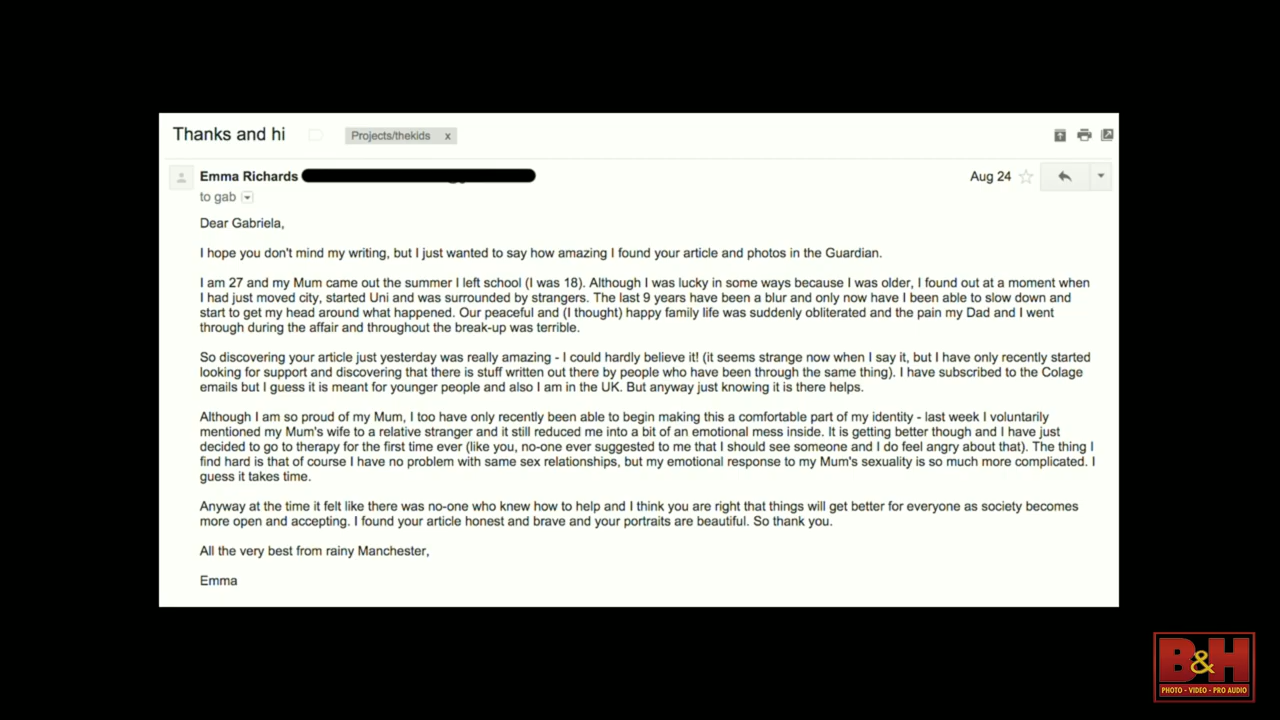 Thanks and hi
Projects/thekids x
Emma Richards
Aug 24
to gab
Dear Gabriela,
I hope you don't mind my writing, but I just wanted to say how amazing I found your article and photos in the Guardian.
I am 27 and my Mum came out the summer I left school (I was 18). Although I was lucky in some ways because I was older, I found out at a moment when
I had just moved city, started Uni and was surrounded by strangers. The last 9 years have been a blur and only now have I been able to slow down and
start to get my head around what happened. Our peaceful and (I thought) happy family life was suddenly obliterated and the pain my Dad and I went
through during the affair and throughout the break-up was terrible.
So discovering your article just yesterday was really amazing - I could hardly believe it! (it seems strange now when I say it, but I have only recently started
looking for support and discovering that there is stuff written out there by people who have been through the same thing). I have subscribed to the Colage
emails but I guess it is meant for younger people and also I am in the UK. But anyway just knowing it is there helps.
Although I am so proud of my Mum, I too have only recently been able to begin making this a comfortable part of my identity - last week I voluntarily
mentioned my Mum's wife to a relative stranger and it still reduced me into a bit of an emotional mess inside. It is getting better though and I have just
decided to go to therapy for the first time ever (like you, no-one ever suggested to me that I should see someone and I do feel angry about that). The thing I
find hard is that of course I have no problem with same sex relationships, but my emotional response to my Mum's sexuality is so much more complicated. I
guess it takes time.
Anyway at the time it felt like there was no-one who knew how to help and I think you are right that things will get better for everyone as society becomes
more open and accepting. I found your article honest and brave and your portraits are beautiful. So thank you.
All the very best from rainy Manchester,
Emma
B&H
PHOTO - VIDEO - PRO AUDIO